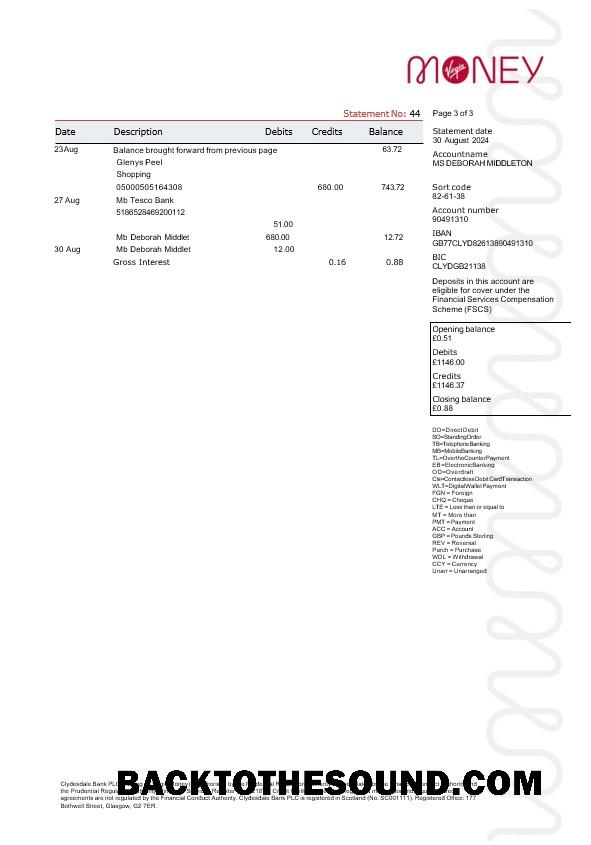 Virgin MONEY
Statement No: 44
Page 3 of 3
Date Description Debits Credits Balance
23Aug Balance brought forward from previous page 63.72
Glenys Peel
Shopping
05000505164308 680.00 743.72
27 Aug Mb Tesco Bank
5186528469200112
51.00
Mb Deborah Middlet 680.00 12.72
30 Aug Mb Deborah Middlet 12.00
Gross Interest 0.16 0.88
Statement date
30 August 2024
Accountname
MS DEBORAH MIDDLETON
Sort code
82-61-38
Account number
90491310
IBAN
GB77CLYD82613890491310
BIC
CLYDGB21138
Deposits in this account are
eligible for cover under the
Financial Services Compensation
Scheme (FSCS)
Opening balance
£0.51
Debits
£1146.00
Credits
£1146.37
Closing balance
£0.88
DD=Direct Debit
SO=StandingOrder
TB=TelephoneBanking
MB=MobileBanking
TL=OvertheCounterPayment
EB=ElectronicBanking
OD=Overdraft
Cls=ContactlessDebitCardTransaction
WLT=DigitalWalletPayment
FGN = Foreign
CHQ = Cheque
LTE = Less than or equal to
MT = More than
PMT = Payment
ACC = Account
GBP = Pounds Sterling
REV = Reversal
Purch = Purchase
WDL = Withdrawal
CCY = Currency
Unarr = Unarranged
BACKTOTHESOUND.COM
Clydesdale Bank PLC
the Prudential
agreements are not regulated by the Financial Conduct Authority. Clydesdale Bank PLC is registered in Scotland (No. SC001111). Registered Office: 177
Bothwell Street, Glasgow, G2 7ER.